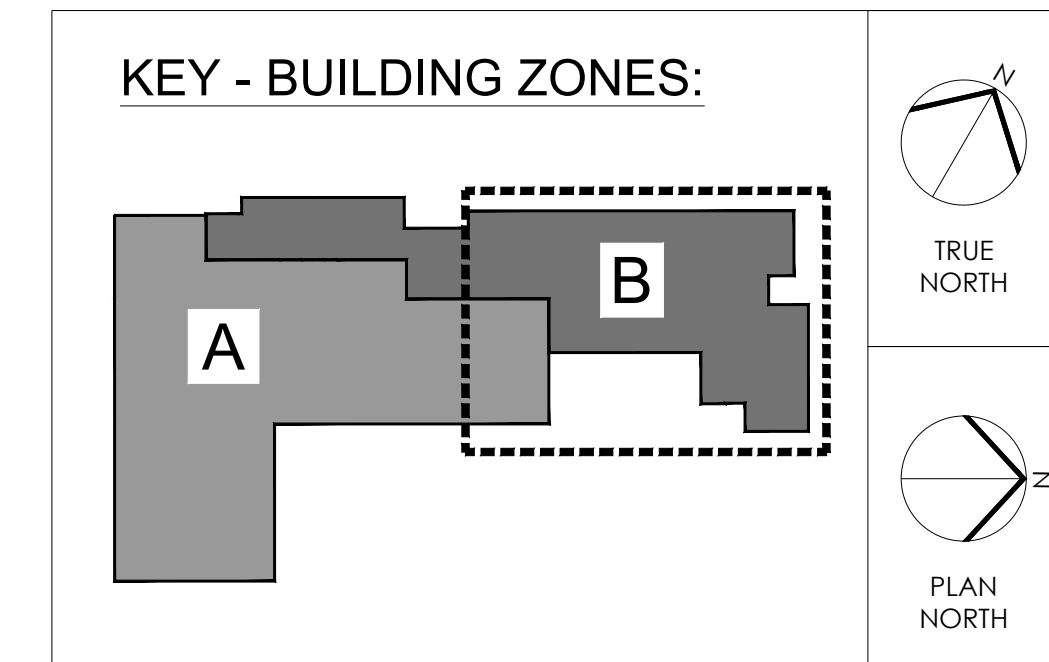 KEY - BUILDING ZONES:
A
B
N
TRUE
NORTH
N
PLAN
NORTH